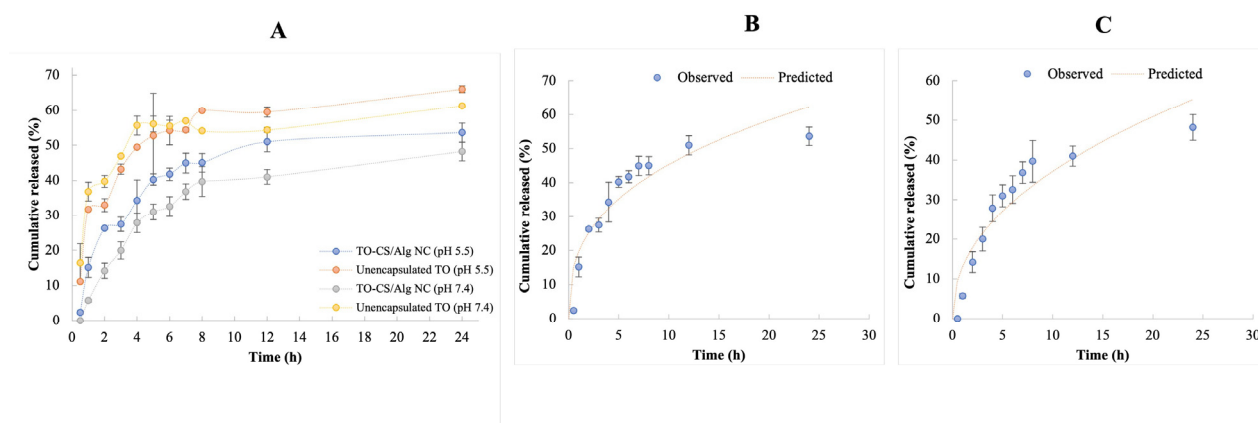 A
Cumulative released (%)
70
60
50
40
30
20
10
0
TO-CS/Alg NC (pH 5.5)
Unencapsulated TO (pH 5.5)
TO-CS/Alg NC (pH 7.4)
Unencapsulated TO (pH 7.4)
0 2 4 6 8 10 12 14 16 18 20 22 24
Time (h)
B
Observed Predicted
Cumulative released (%)
70
60
50
40
30
20
10
0
0 5 10 15 20 25 30
Time (h)
C
Observed Predicted
Cumulative released (%)
60
50
40
30
20
10
0
0 5 10 15 20 25 30
Time (h)